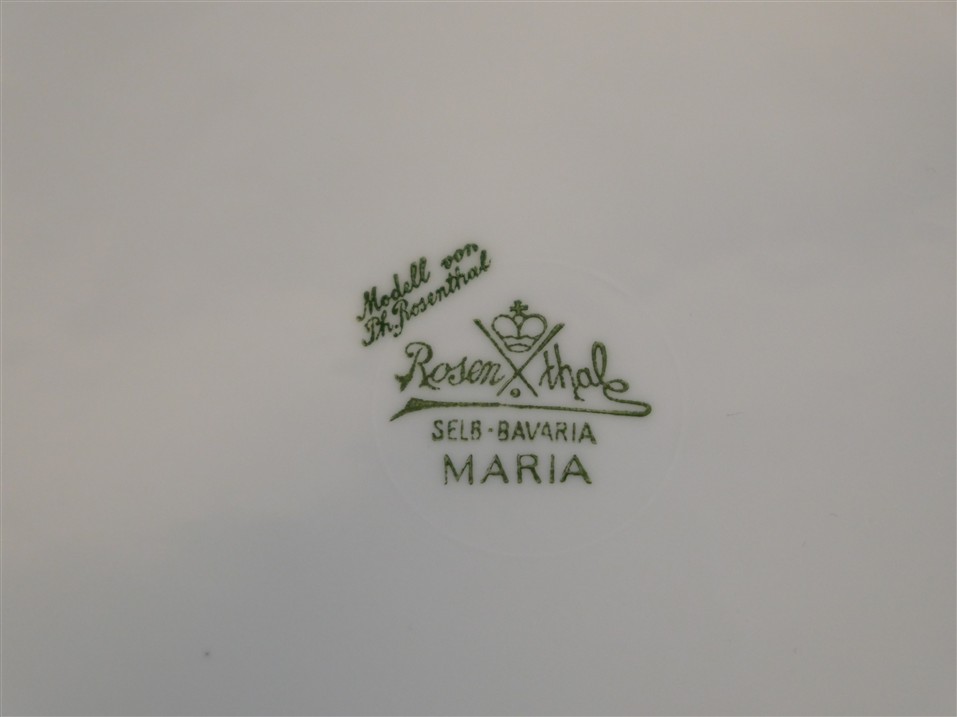 Modell von
Ph. Rosenthal
Rosenthal
SELB-BAVARIA
MARIA